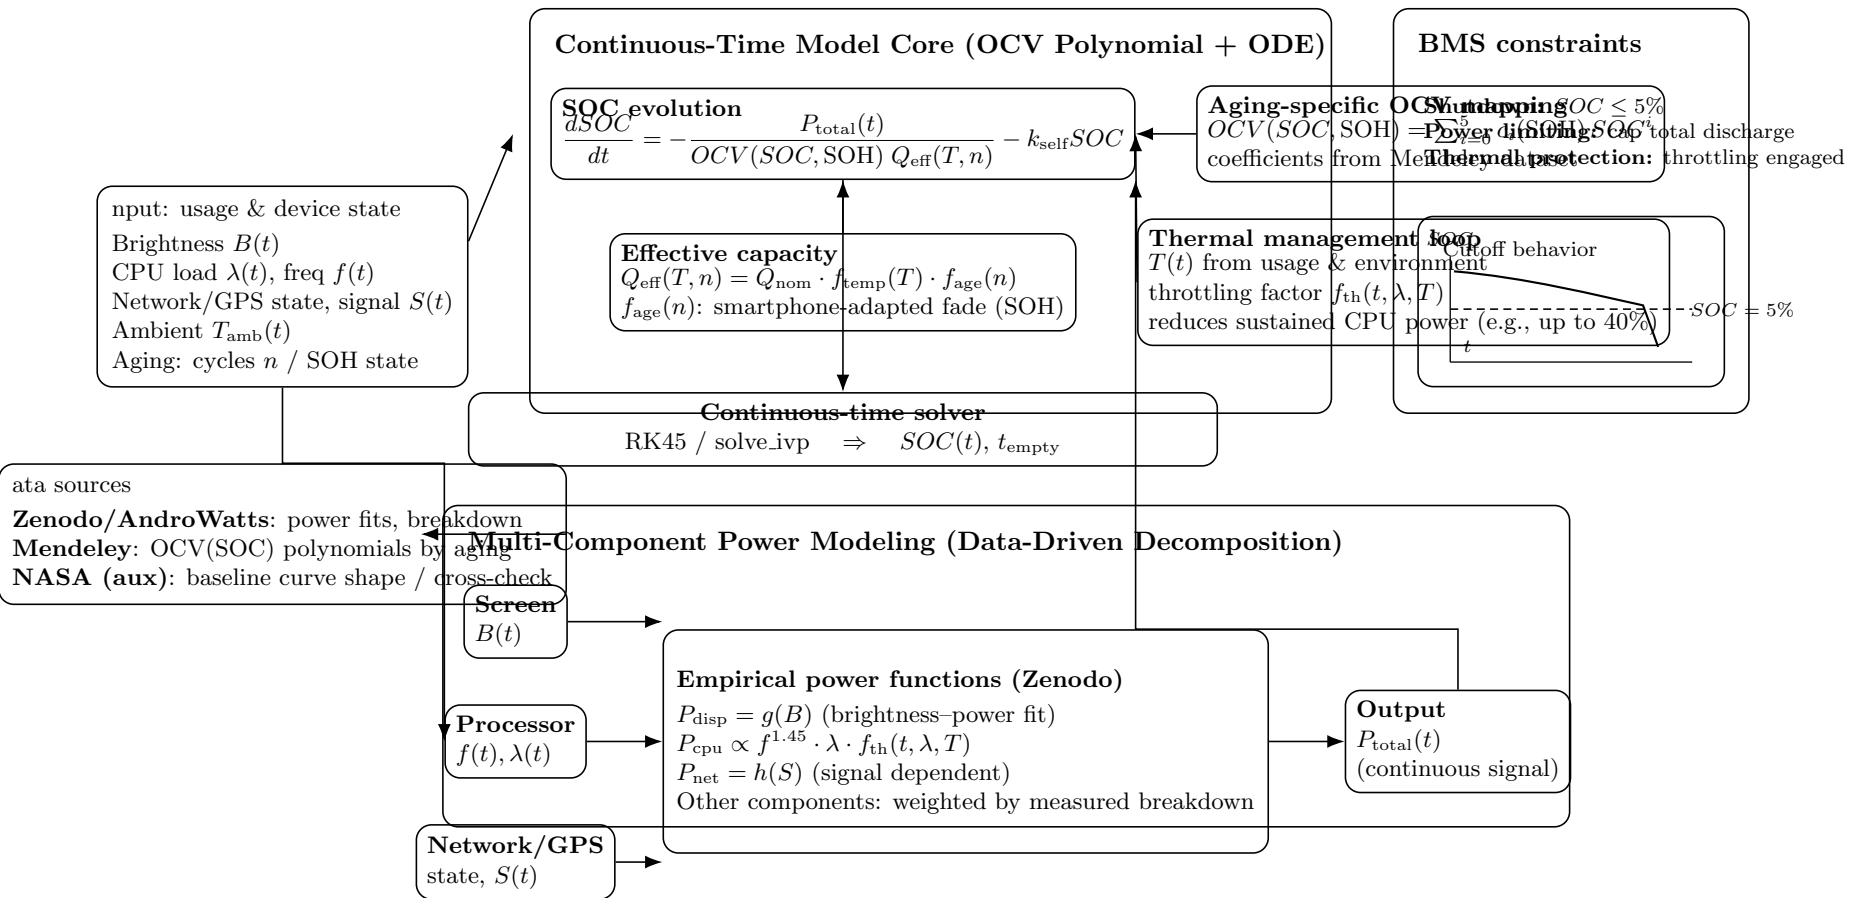 Continuous-Time Model Core (OCV Polynomial + ODE)
SOC evolution
dSOC/dt = − P_total(t) / OCV(SOC, SOH) Q_eff(T, n) − k_self SOC
Effective capacity
Q_eff(T, n) = Q_nom · f_temp(T) · f_age(n)
f_age(n): smartphone-adapted fade (SOH)
Continuous-time solver
RK45 / solve_ivp ⇒ SOC(t), t_empty
Aging-specific OCV mapping
OCV(SOC, SOH) = ∑_{i=0}^{5} c_i(SOH) SOC^i
coefficients from Mendeley dataset
Thermal management loop
T(t) from usage & environment
throttling factor f_th(t, λ, T)
reduces sustained CPU power (e.g., up to 40%)
BMS constraints
Shutdown: SOC ≤ 5%
Power limiting: cap total discharge
Thermal protection: throttling engaged
SOC
Cutoff behavior
SOC = 5%
t
nput: usage & device state
Brightness B(t)
CPU load λ(t), freq f(t)
Network/GPS state, signal S(t)
Ambient T_amb(t)
Aging: cycles n / SOH state
ata sources
Zenodo/AndroWatts: power fits, breakdown
Mendeley: OCV(SOC) polynomials by aging
NASA (aux): baseline curve shape / cross-check
Multi-Component Power Modeling (Data-Driven Decomposition)
Screen
B(t)
Processor
f(t), λ(t)
Network/GPS
state, S(t)
Empirical power functions (Zenodo)
P_disp = g(B) (brightness–power fit)
P_cpu ∝ f^1.45 · λ · f_th(t, λ, T)
P_net = h(S) (signal dependent)
Other components: weighted by measured breakdown
Output
P_total(t)
(continuous signal)